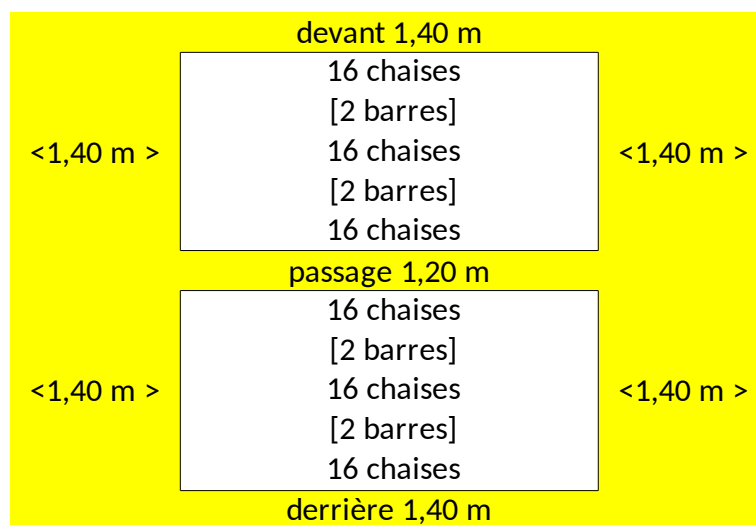 devant 1,40 m
16 chaises
[2 barres]
<1,40 m > 16 chaises <1,40 m >
[2 barres]
16 chaises
passage 1,20 m
16 chaises
[2 barres]
<1,40 m > 16 chaises <1,40 m >
[2 barres]
16 chaises
derrière 1,40 m